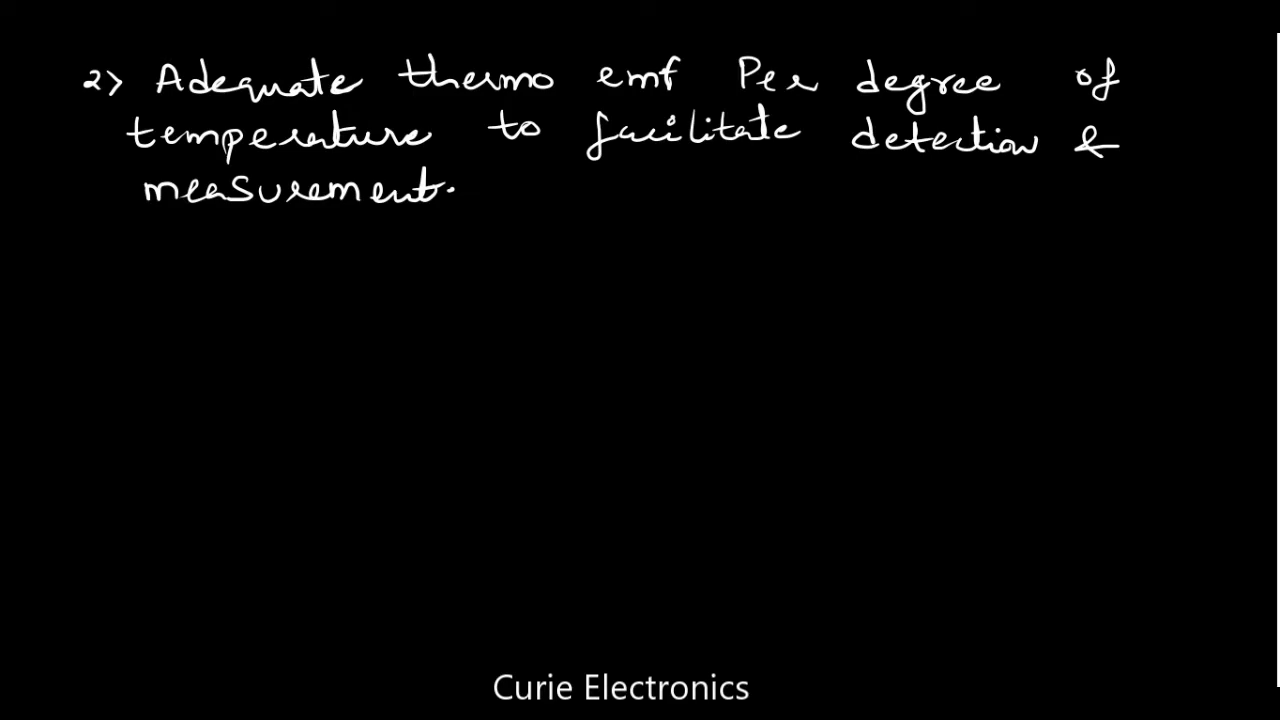 2) Adequate thermo emf Per degree of
temperature to facilitate detection &
measurement.
Curie Electronics